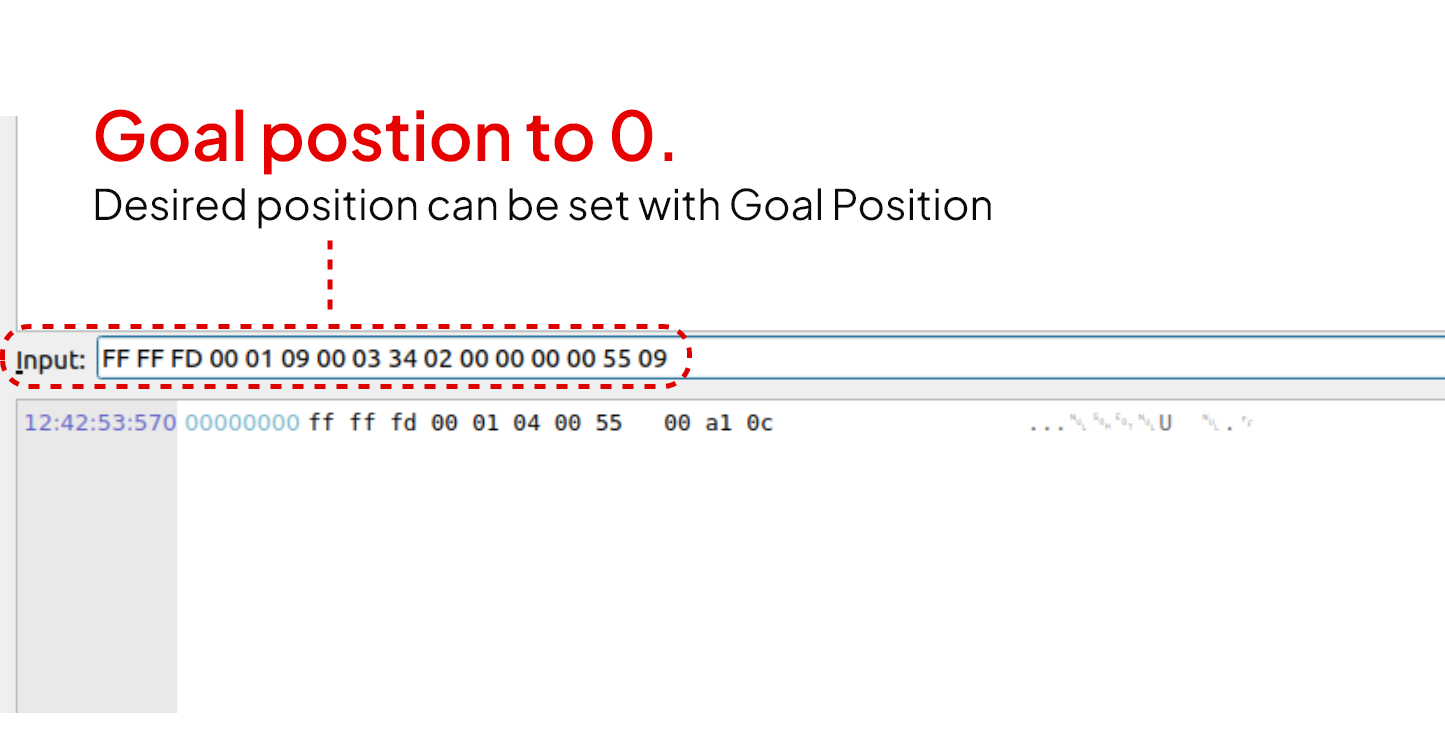 Goal postion to 0.
Desired position can be set with Goal Position
Input: FF FF FD 00 01 09 00 03 34 02 00 00 00 00 55 09
12:42:53:570 00000000 ff ff fd 00 01 04 00 55 00 a1 0c ...␀␁␄␀U ␀.␌